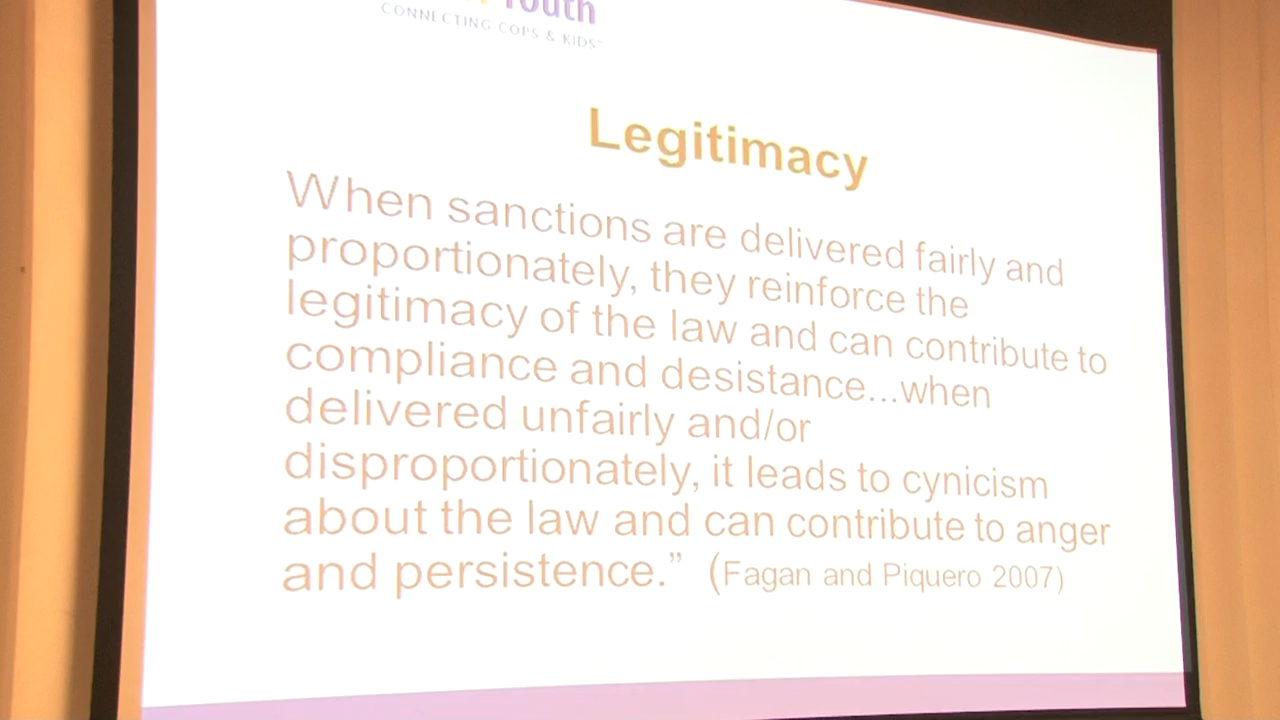 Youth
CONNECTING COPS & KIDS
Legitimacy
When sanctions are delivered fairly and
proportionately, they reinforce the
legitimacy of the law and can contribute to
compliance and desistance...when
delivered unfairly and/or
disproportionately, it leads to cynicism
about the law and can contribute to anger
and persistence.” (Fagan and Piquero 2007)